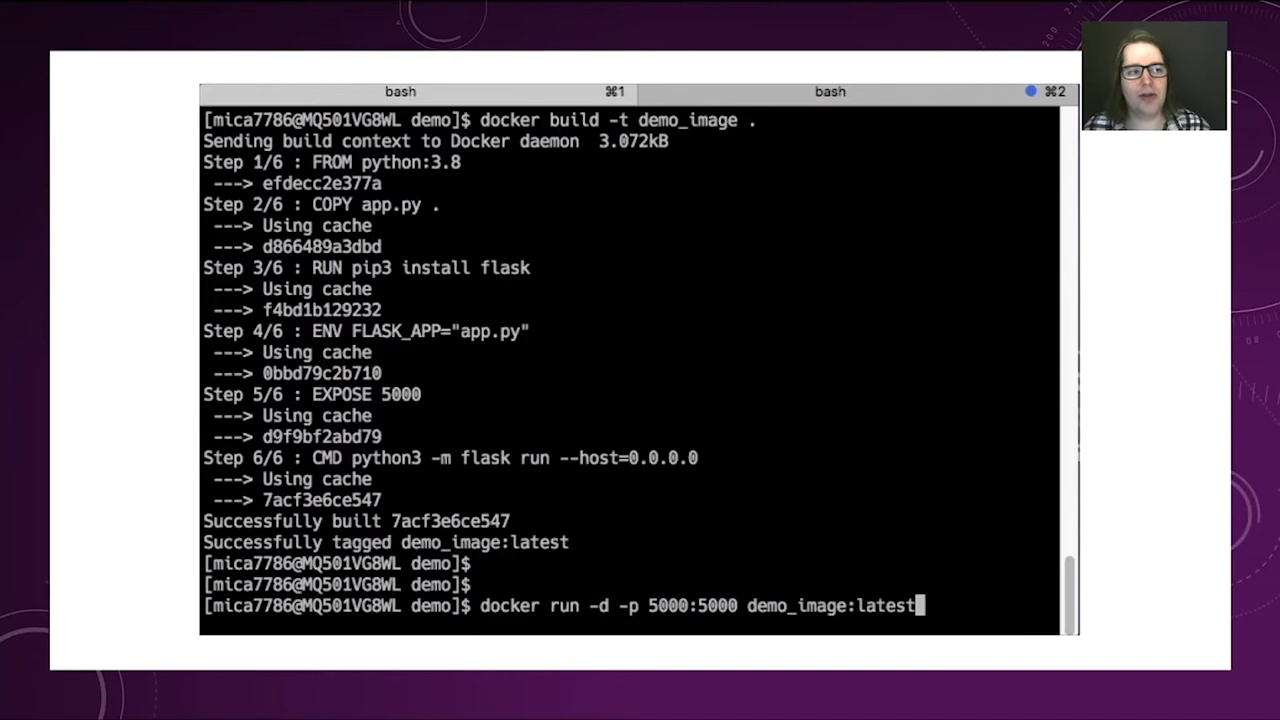 bash ⌘1 bash ⌘2
[mica7786@MQ501VG8WL demo]$ docker build -t demo_image .
Sending build context to Docker daemon  3.072kB
Step 1/6 : FROM python:3.8
 ---> efdecc2e377a
Step 2/6 : COPY app.py .
 ---> Using cache
 ---> d866489a3dbd
Step 3/6 : RUN pip3 install flask
 ---> Using cache
 ---> f4bd1b129232
Step 4/6 : ENV FLASK_APP="app.py"
 ---> Using cache
 ---> 0bbd79c2b710
Step 5/6 : EXPOSE 5000
 ---> Using cache
 ---> d9f9bf2abd79
Step 6/6 : CMD python3 -m flask run --host=0.0.0.0
 ---> Using cache
 ---> 7acf3e6ce547
Successfully built 7acf3e6ce547
Successfully tagged demo_image:latest
[mica7786@MQ501VG8WL demo]$
[mica7786@MQ501VG8WL demo]$
[mica7786@MQ501VG8WL demo]$ docker run -d -p 5000:5000 demo_image:latest